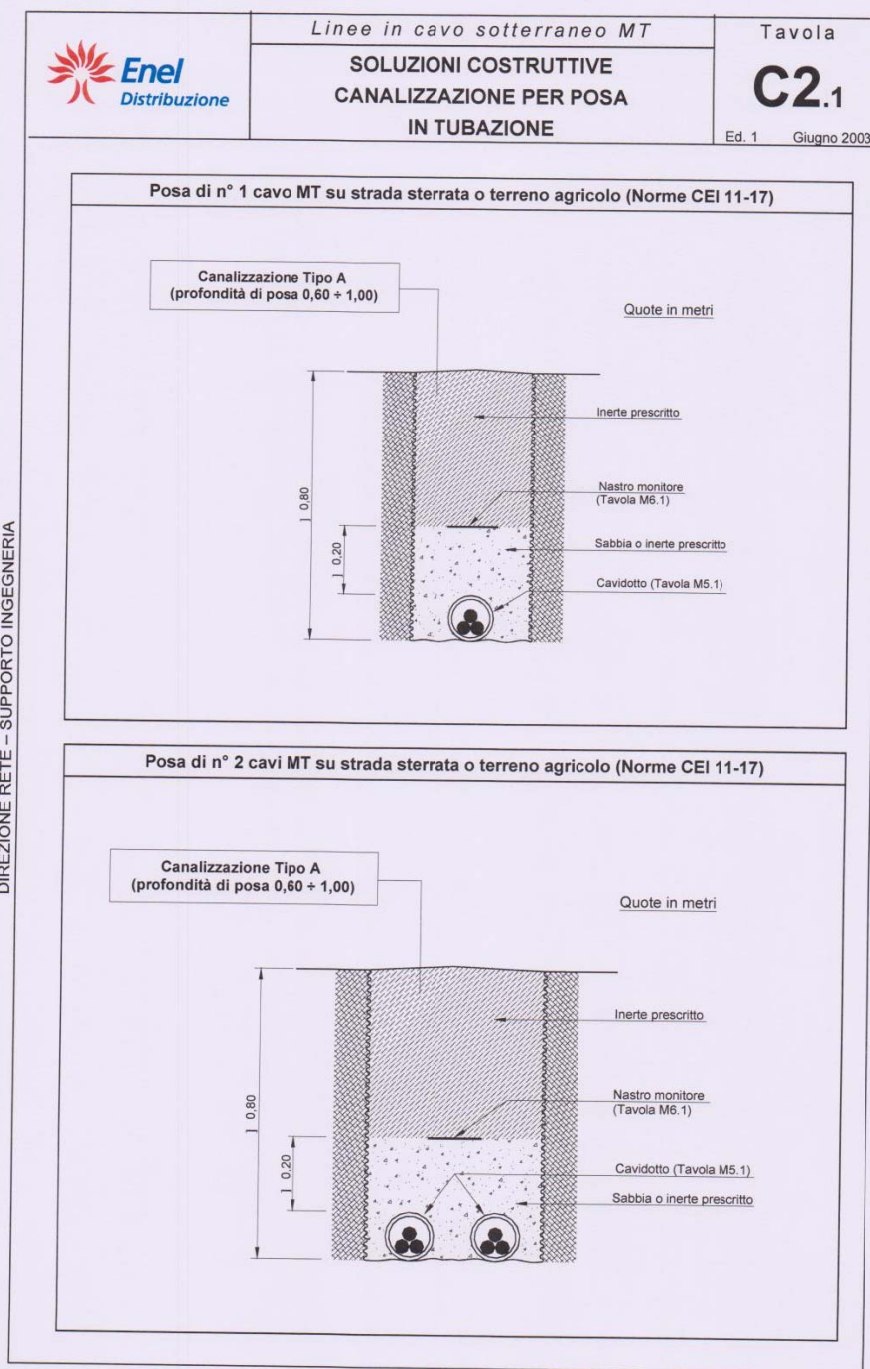 Enel
Distribuzione
Linee in cavo sotterraneo MT
SOLUZIONI COSTRUTTIVE
CANALIZZAZIONE PER POSA
IN TUBAZIONE
Tavola
C2.1
Ed. 1 Giugno 2003
DIREZIONE RETE – SUPPORTO INGEGNERIA
Posa di n° 1 cavo MT su strada sterrata o terreno agricolo (Norme CEI 11-17)
Canalizzazione Tipo A
(profondità di posa 0,60 ÷ 1,00)
Quote in metri
Inerte prescritto
Nastro monitore
(Tavola M6.1)
Sabbia o inerte prescritto
Cavidotto (Tavola M5.1)
] 0,80
] 0,20
Posa di n° 2 cavi MT su strada sterrata o terreno agricolo (Norme CEI 11-17)
Canalizzazione Tipo A
(profondità di posa 0,60 ÷ 1,00)
Quote in metri
Inerte prescritto
Nastro monitore
(Tavola M6.1)
Cavidotto (Tavola M5.1)
Sabbia o inerte prescritto
] 0,80
] 0,20